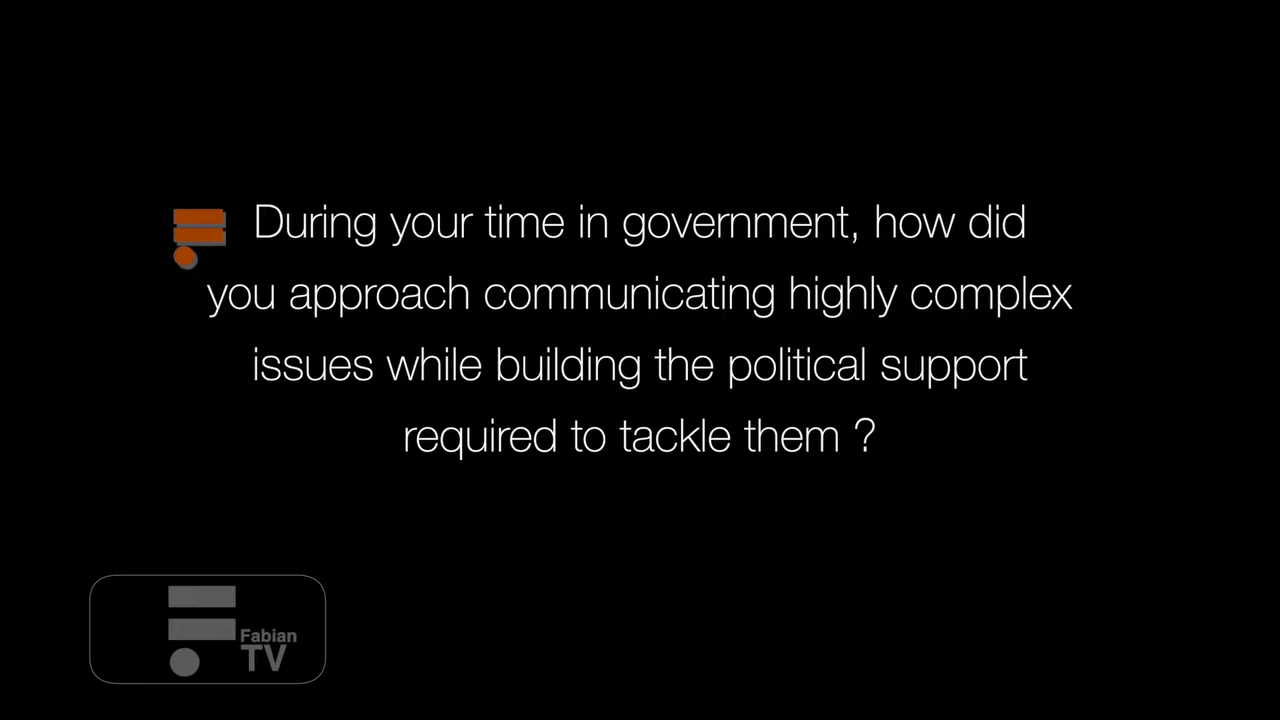 During your time in government, how did
you approach communicating highly complex
issues while building the political support
required to tackle them ?
Fabian
TV